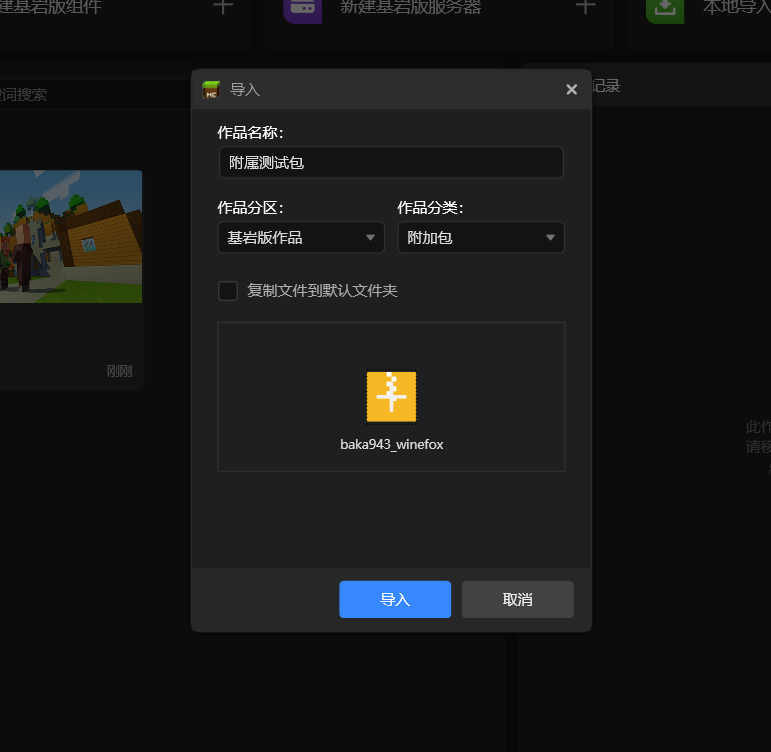 建基岩版组件
新建基岩版服务器
本地导入
词搜索
记录
导入
作品名称:
附属测试包
作品分区:
作品分类:
基岩版作品
附加包
复制文件到默认文件夹
baka943_winefox
刚刚
此作
请移
导入
取消